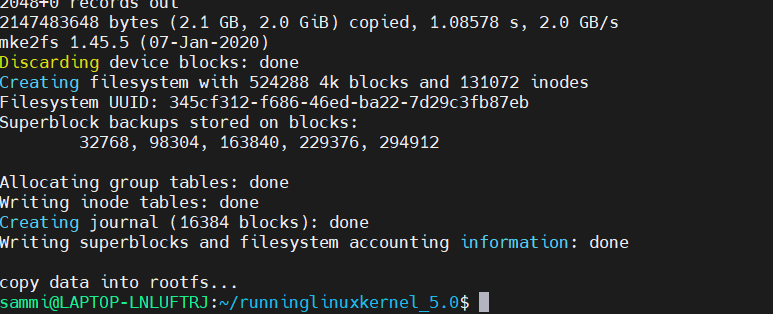 2048+0 records out
2147483648 bytes (2.1 GB, 2.0 GiB) copied, 1.08578 s, 2.0 GB/s
mke2fs 1.45.5 (07-Jan-2020)
Discarding device blocks: done
Creating filesystem with 524288 4k blocks and 131072 inodes
Filesystem UUID: 345cf312-f686-46ed-ba22-7d29c3fb87eb
Superblock backups stored on blocks:
        32768, 98304, 163840, 229376, 294912

Allocating group tables: done
Writing inode tables: done
Creating journal (16384 blocks): done
Writing superblocks and filesystem accounting information: done

copy data into rootfs...
sammi@LAPTOP-LNLUFTRJ:~/runninglinuxkernel_5.0$